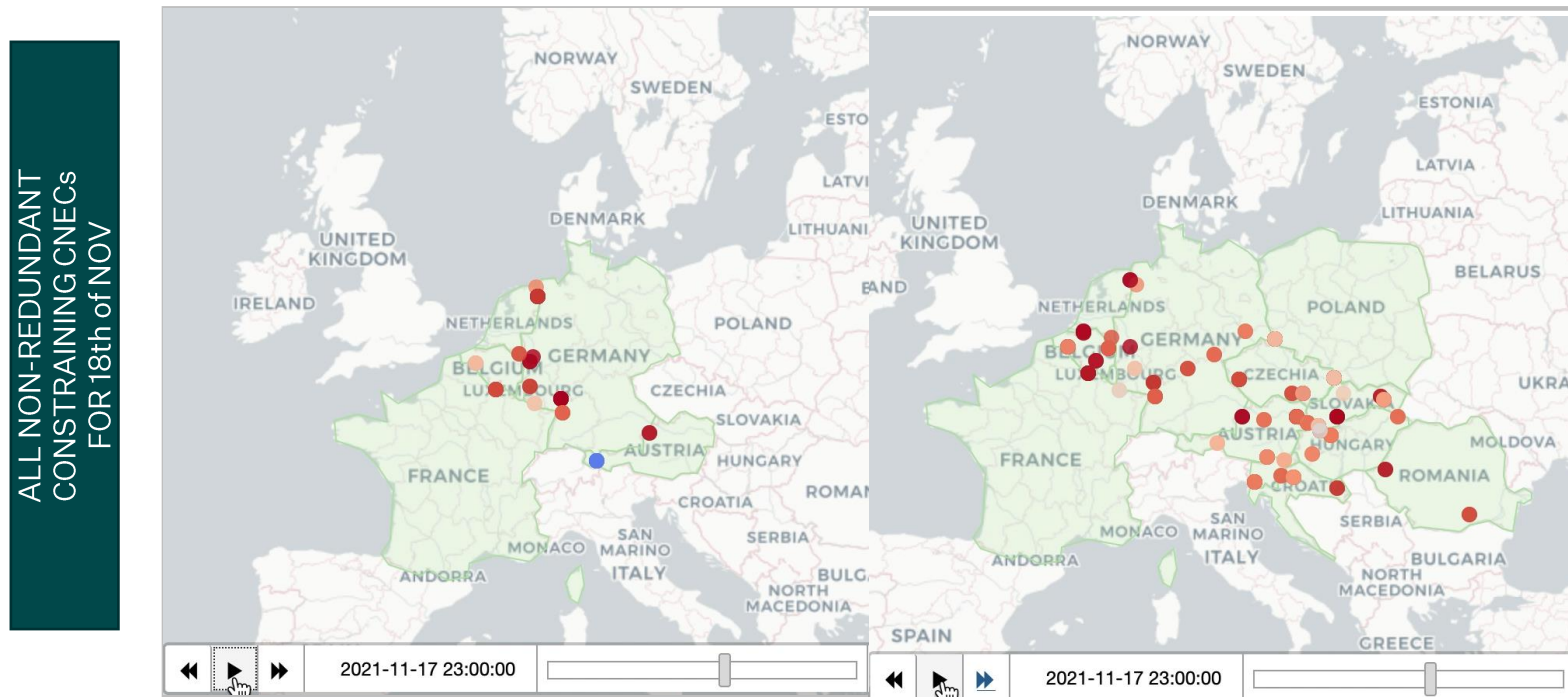 ALL NON-REDUNDANT
CONSTRAINING CNECs
FOR 18th of NOV
NORWAY
SWEDEN
ESTO
LATVI
DENMARK
LITHUANI
UNITED
KINGDOM
IRELAND
NETHERLANDS
POLAND
GERMANY
BELGIUM
LUXEMBOURG
CZECHIA
SLOVAKIA
AUSTRIA
HUNGARY
FRANCE
ROMAN
CROATIA
SAN
MARINO
MONACO
SERBIA
ITALY
ANDORRA
BULG
NORTH
MACEDONIA
2021-11-17 23:00:00
NORWAY
SWEDEN
ESTONIA
LATVIA
DENMARK
LITHUANIA
UNITED
KINGDOM
BELARUS
AND
NETHERLANDS
POLAND
GERMANY
BELGIUM
LUXEMBOURG
CZECHIA
UKRA
SLOVAKIA
AUSTRIA
HUNGARY
MOLDOVA
FRANCE
ROMANIA
CROATI
SAN
MARINO
MONACO
SERBIA
ITALY
ANDORRA
BULGARIA
NORTH
MACEDONIA
SPAIN
GREECE
2021-11-17 23:00:00